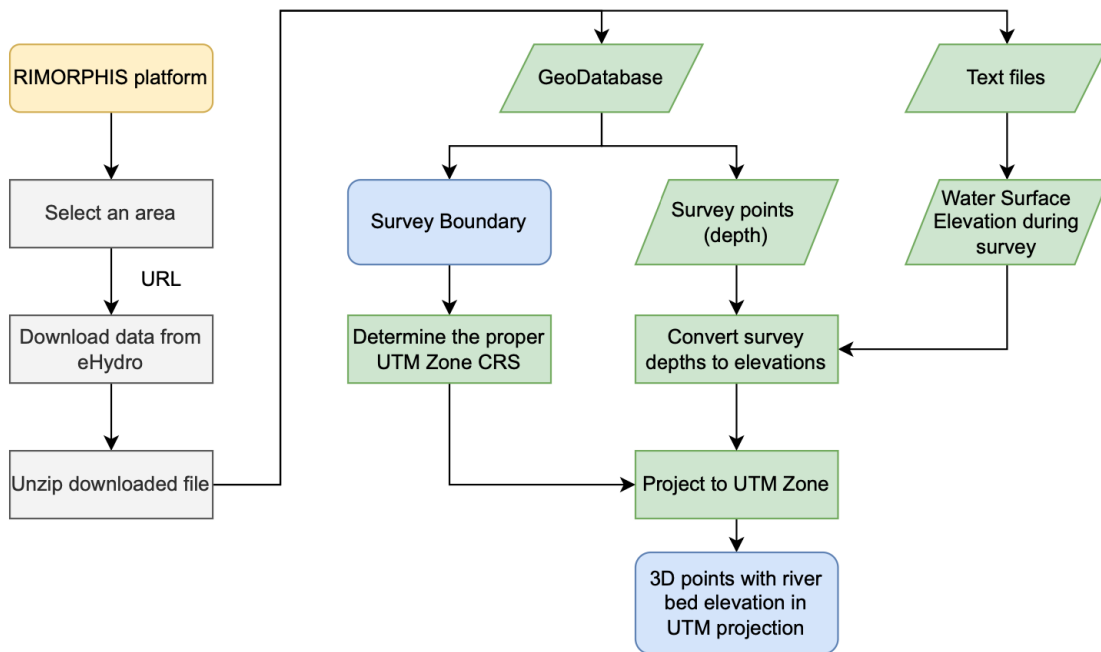 RIMORPHIS platform
Select an area
URL
Download data from
eHydro
Unzip downloaded file
GeoDatabase
Text files
Survey Boundary
Survey points
(depth)
Water Surface
Elevation during
survey
Determine the proper
UTM Zone CRS
Convert survey
depths to elevations
Project to UTM Zone
3D points with river
bed elevation in
UTM projection